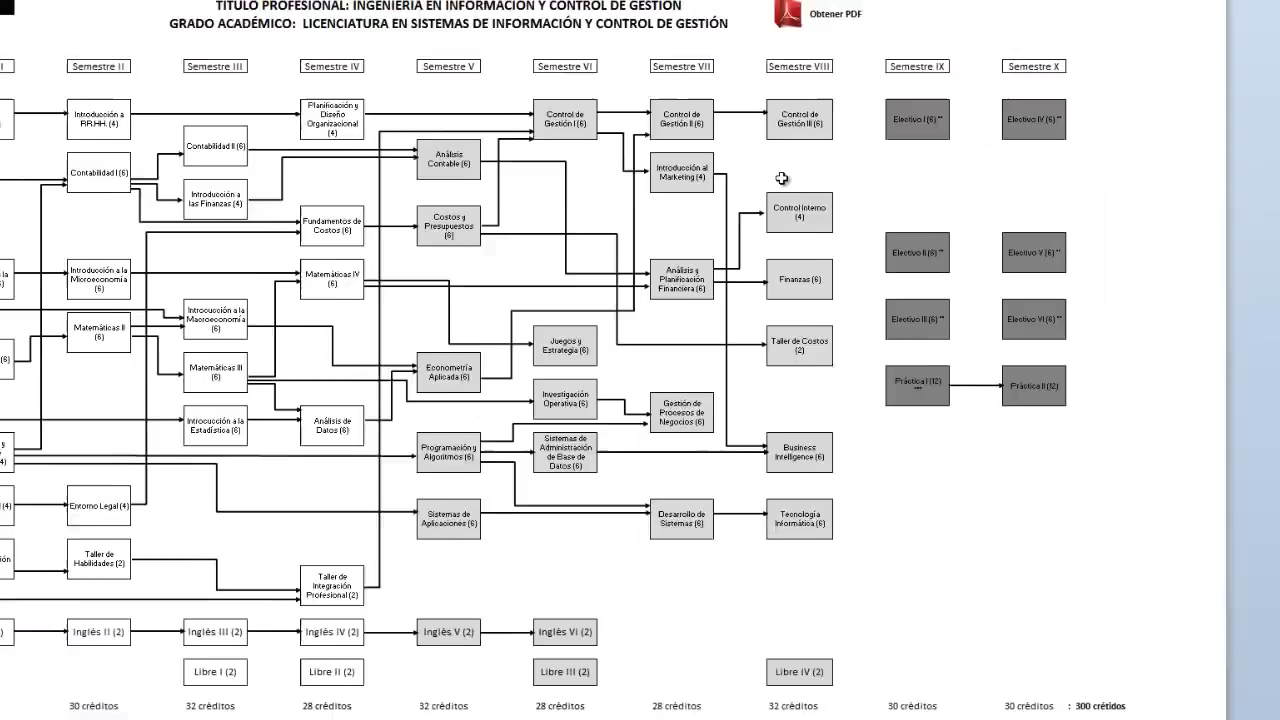 TITULO PROFESIONAL: INGENIERÍA EN INFORMACIÓN Y CONTROL DE GESTIÓN
GRADO ACADÉMICO: LICENCIATURA EN SISTEMAS DE INFORMACIÓN Y CONTROL DE GESTIÓN
Obtener PDF
I
Semestre II
Semestre III
Semestre IV
Semestre V
Semestre VI
Semestre VII
Semestre VIII
Semestre IX
Semestre X
Introducción a
RR.HH. (4)
Contabilidad I (6)
Introducción a la
Microeconomía
(6)
Matemáticas II
(6)
Entorno Legal (4)
Taller de
Habilidades (2)
Inglés II (2)
30 créditos
Contabilidad II (6)
Introducción a
las Finanzas (4)
Introducción a la
Macroeconomía
(6)
Matemáticas III
(6)
Introducción a la
Estadística (6)
Inglés III (2)
Libre I (2)
32 créditos
Planificación y
Diseño
Organizacional
(4)
Fundamentos de
Costos (6)
Matemáticas IV
(6)
Análisis de
Datos (6)
Taller de
Integración
Profesional (2)
Inglés IV (2)
Libre II (2)
28 créditos
Análisis
Contable (6)
Costos y
Presupuestos
(6)
Econometría
Aplicada (6)
Programación y
Algoritmos (6)
Sistemas de
Aplicaciones (6)
Inglés V (2)
32 créditos
Control de
Gestión I (6)
Juegos y
Estrategia (6)
Investigación
Operativa (6)
Sistemas de
Administración
de Base de
Datos (6)
Inglés VI (2)
Libre III (2)
28 créditos
Control de
Gestión II (6)
Introducción al
Marketing (4)
Análisis y
Planificación
Financiera (6)
Gestión de
Procesos de
Negocios (6)
Desarrollo de
Sistemas (6)
28 créditos
Control de
Gestión III (6)
Control Interno
(4)
Finanzas (6)
Taller de Costos
(2)
Business
Intelligence (6)
Tecnología
Informática (6)
Libre IV (2)
32 créditos
Electivo I (6) **
Electivo II (6) **
Electivo III (6) **
Práctica I (12)
***
30 créditos
Electivo IV (6) **
Electivo V (6) **
Electivo VI (6) **
Práctica II (12)
30 créditos
: 300 crétidos